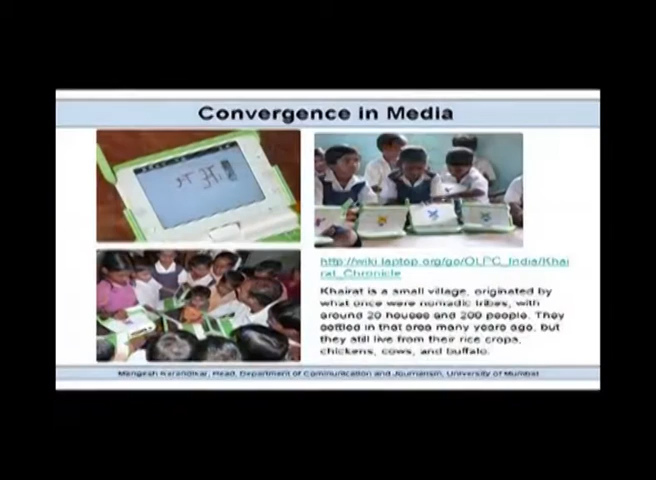 Convergence in Media
http://wiki.laptop.org/go/OLPC_India/Khai
rat_Chronicle
Khairat is a small village, originated by
what once were nomadic tribes, with
around 20 houses and 200 people. They
settled in that area many years ago, but
they still live from their rice crops,
chickens, cows, and buffalo.
Mangesh Karandikar, Head, Department of Communication and Journalism, University of Mumbai